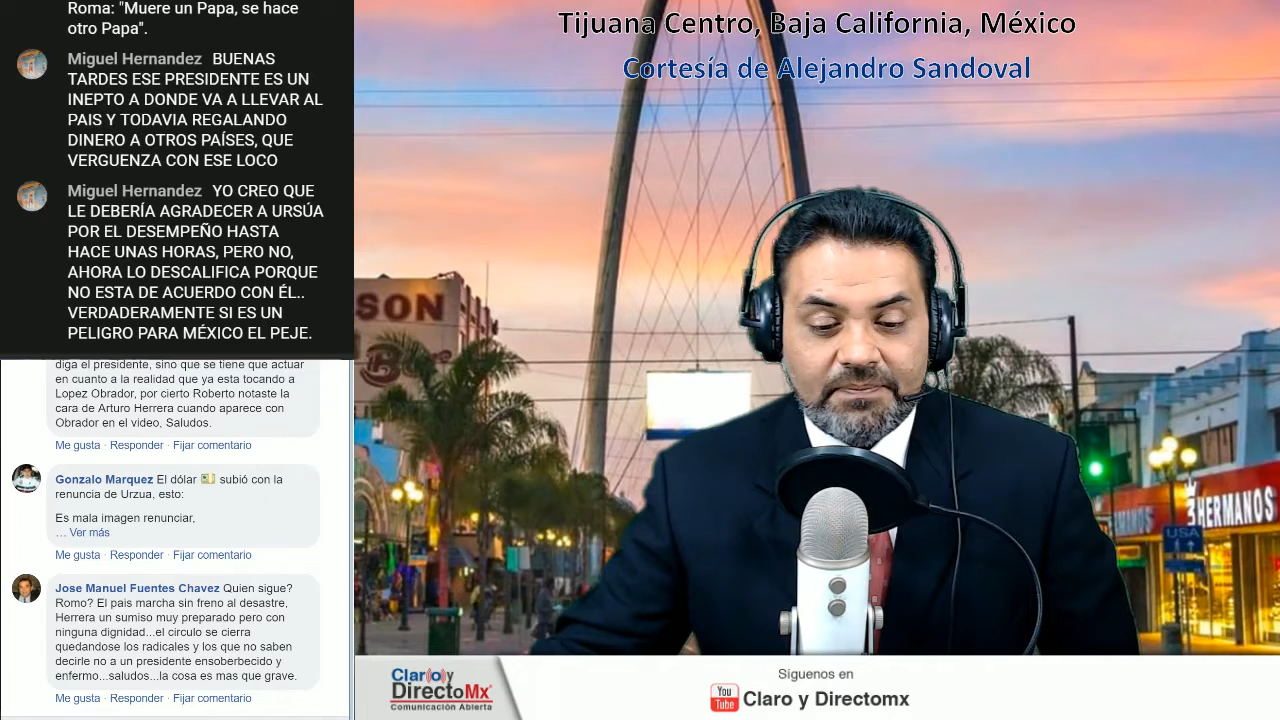 Roma: "Muere un Papa, se hace
otro Papa".
Miguel Hernandez BUENAS
TARDES ESE PRESIDENTE ES UN
INEPTO A DONDE VA A LLEVAR AL
PAIS Y TODAVIA REGALANDO
DINERO A OTROS PAÍSES, QUE
VERGUENZA CON ESE LOCO
Miguel Hernandez YO CREO QUE
LE DEBERÍA AGRADECER A URSÚA
POR EL DESEMPEÑO HASTA
HACE UNAS HORAS, PERO NO,
AHORA LO DESCALIFICA PORQUE
NO ESTA DE ACUERDO CON ÉL..
VERDADERAMENTE SI ES UN
PELIGRO PARA MÉXICO EL PEJE.
diga el presidente, sino que se tiene que actuar
en cuanto a la realidad que ya esta tocando a
Lopez Obrador, por cierto Roberto notaste la
cara de Arturo Herrera cuando aparece con
Obrador en el video, Saludos.
Me gusta · Responder · Fijar comentario
Gonzalo Marquez El dólar subió con la
renuncia de Urzua, esto:
Es mala imagen renunciar,
... Ver más
Me gusta · Responder · Fijar comentario
Jose Manuel Fuentes Chavez Quien sigue?
Romo? El pais marcha sin freno al desastre,
Herrera un sumiso muy preparado pero con
ninguna dignidad...el circulo se cierra
quedandose los radicales y los que no saben
decirle no a un presidente ensoberbecido y
enfermo...saludos...la cosa es mas que grave.
Me gusta · Responder · Fijar comentario
Tijuana Centro, Baja California, México
Cortesía de Alejandro Sandoval
SON
HERMANOS
USA
Claro y
DirectoMx
Comunicación Abierta
Siguenos en
You Tube Claro y Directomx